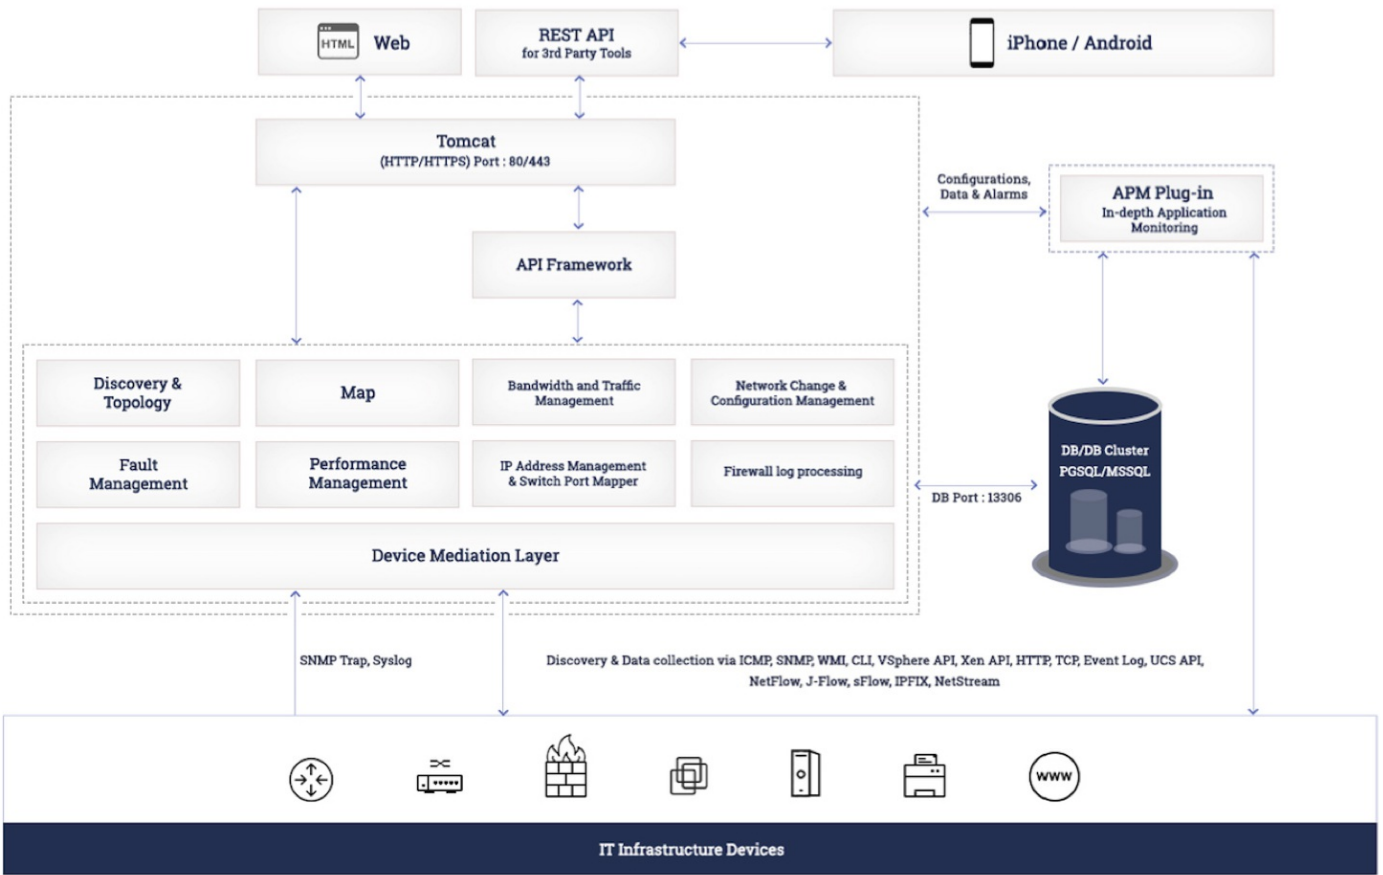 HTML
Web
REST API
for 3rd Party Tools
iPhone / Android
Tomcat
(HTTP/HTTPS) Port : 80/443
Configurations,
Data & Alarms
APM Plug-in
In-depth Application
Monitoring
API Framework
Discovery &
Topology
Map
Bandwidth and Traffic
Management
Network Change &
Configuration Management
Fault
Management
Performance
Management
IP Address Management
& Switch Port Mapper
Firewall log processing
DB Port : 13306
DB/DB Cluster
PGSQL/MSSQL
Device Mediation Layer
SNMP Trap, Syslog
Discovery & Data collection via ICMP, SNMP, WMI, CLI, VSphere API, Xen API, HTTP, TCP, Event Log, UCS API,
NetFlow, J-Flow, sFlow, IPFIX, NetStream
www
IT Infrastructure Devices